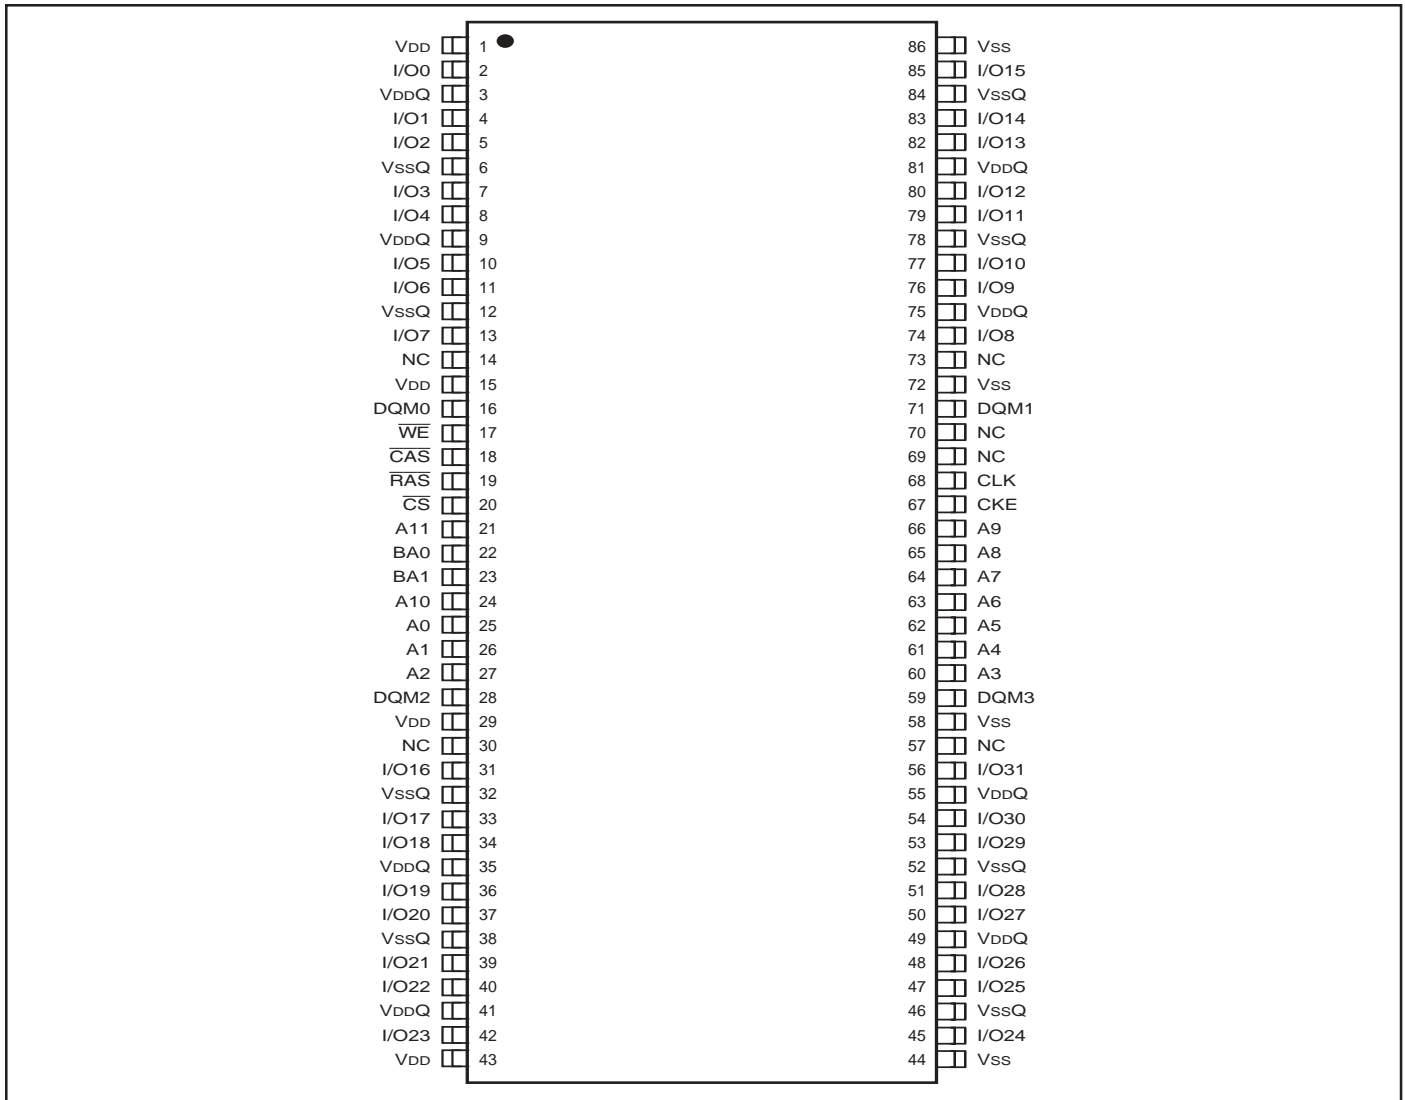 VDD 1 86 VSS
I/O0 2 85 I/O15
VDDQ 3 84 VSSQ
I/O1 4 83 I/O14
I/O2 5 82 I/O13
VSSQ 6 81 VDDQ
I/O3 7 80 I/O12
I/O4 8 79 I/O11
VDDQ 9 78 VSSQ
I/O5 10 77 I/O10
I/O6 11 76 I/O9
VSSQ 12 75 VDDQ
I/O7 13 74 I/O8
NC 14 73 NC
VDD 15 72 VSS
DQM0 16 71 DQM1
W̅E̅ 17 70 NC
C̅A̅S̅ 18 69 NC
R̅A̅S̅ 19 68 CLK
C̅S̅ 20 67 CKE
A11 21 66 A9
BA0 22 65 A8
BA1 23 64 A7
A10 24 63 A6
A0 25 62 A5
A1 26 61 A4
A2 27 60 A3
DQM2 28 59 DQM3
VDD 29 58 VSS
NC 30 57 NC
I/O16 31 56 I/O31
VSSQ 32 55 VDDQ
I/O17 33 54 I/O30
I/O18 34 53 I/O29
VDDQ 35 52 VSSQ
I/O19 36 51 I/O28
I/O20 37 50 I/O27
VSSQ 38 49 VDDQ
I/O21 39 48 I/O26
I/O22 40 47 I/O25
VDDQ 41 46 VSSQ
I/O23 42 45 I/O24
VDD 43 44 VSS